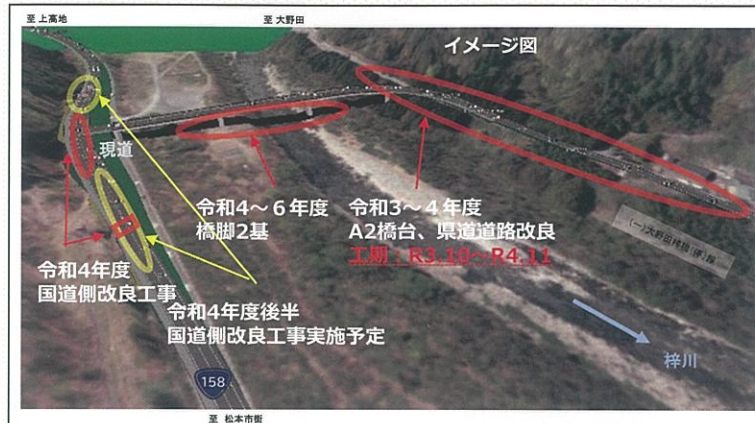 至 上高地
至 大野田
イメージ図
現道
令和4～6年度
橋脚2基
令和3～4年度
A2橋台、県道道路改良
工期：R3.10～R4.11
令和4年度
国道側改良工事
令和4年度後半
国道側改良工事実施予定
梓川
158
至 松本市街